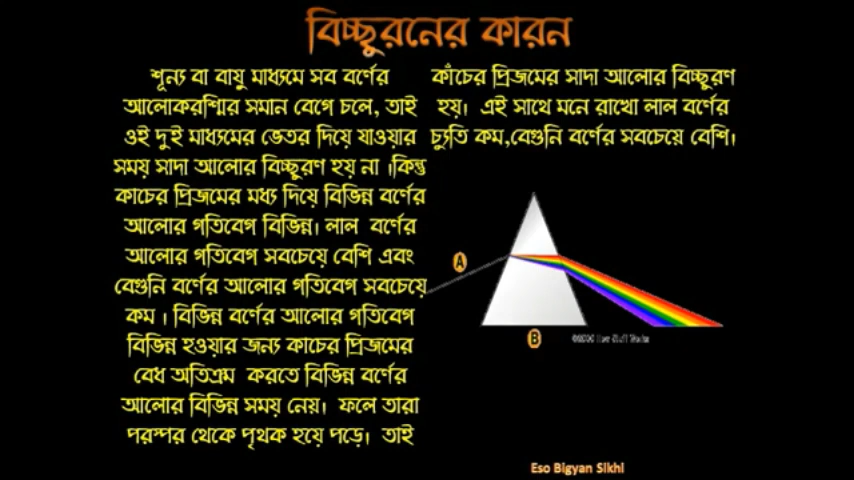 বিচ্ছুরনের কারন
শূন্য বা বায়ু মাধ্যমে সব বর্ণের
আলোকরশ্মির সমান বেগে চলে, তাই
ওই দুই মাধ্যমের ভেতর দিয়ে যাওয়ার
সময় সাদা আলোর বিচ্ছুরণ হয় না ।কিন্তু
কাচের প্রিজমের মধ্য দিয়ে বিভিন্ন বর্ণের
আলোর গতিবেগ বিভিন্ন। লাল বর্ণের
আলোর গতিবেগ সবচেয়ে বেশি এবং
বেগুনি বর্ণের আলোর গতিবেগ সবচেয়ে
কম । বিভিন্ন বর্ণের আলোর গতিবেগ
বিভিন্ন হওয়ার জন্য কাচের প্রিজমের
বেধ অতিক্রম করতে বিভিন্ন বর্ণের
আলোর বিভিন্ন সময় নেয়। ফলে তারা
পরস্পর থেকে পৃথক হয়ে পড়ে। তাই
কাঁচের প্রিজমের সাদা আলোর বিচ্ছুরণ
হয়। এই সাথে মনে রাখো লাল বর্ণের
চ্যুতি কম,বেগুনি বর্ণের সবচেয়ে বেশি।
A
B
Eso Bigyan Sikhi